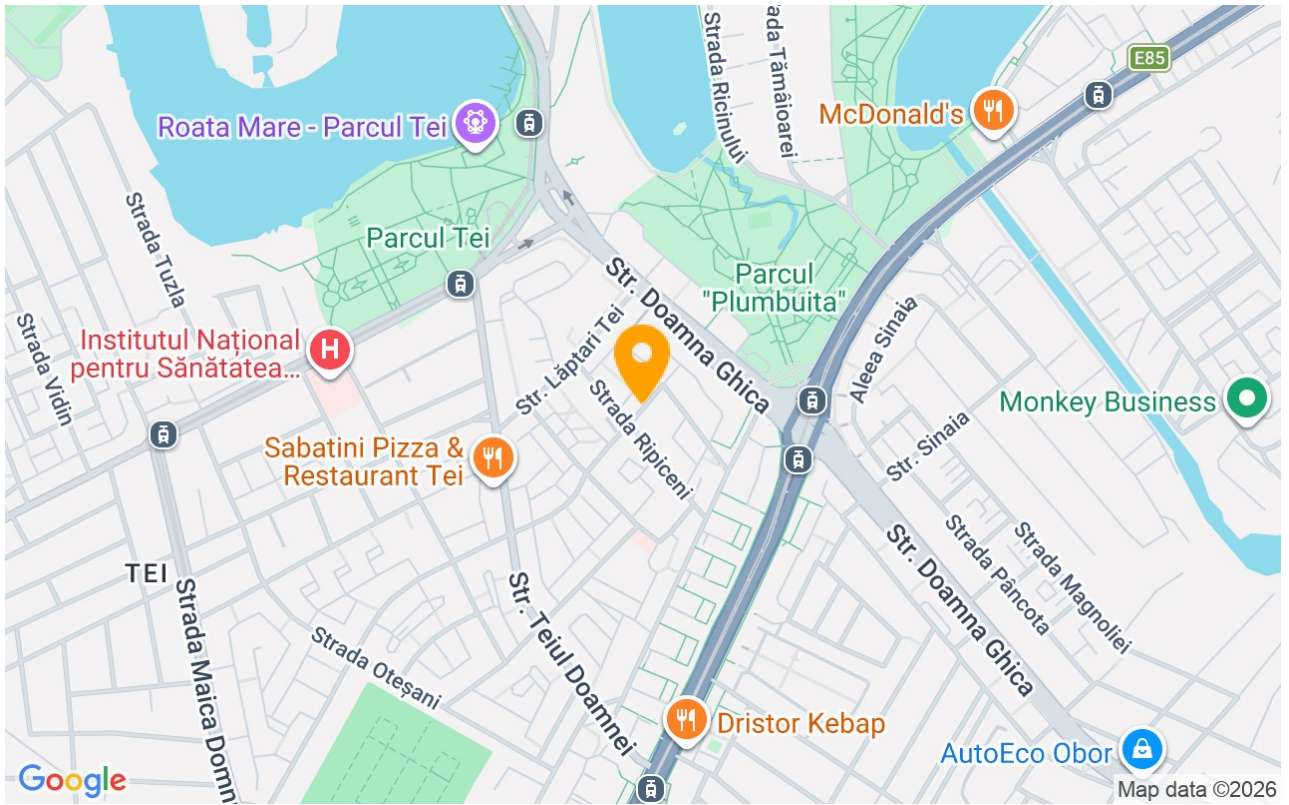 E85
Strada Ricinului
ada Tămâioarei
McDonald's
Roata Mare - Parcul Tei
Strada Tuzla
Parcul Tei
Str. Doamna Ghica
Parcul
"Plumbuita"
Strada Vidin
Institutul Național
pentru Sănătatea...
Str. Lăptari Tei
Aleea Sinaia
Strada Ripiceni
Monkey Business
Sabatini Pizza &
Restaurant Tei
Str. Sinaia
TEI
Strada Maica Domnu
Str. Teiul Doamnei
Strada Oteșani
Strada Pâncota
Strada Magnoliei
Str. Doamna Ghica
Dristor Kebap
AutoEco Obor
Google
Map data ©2026
H